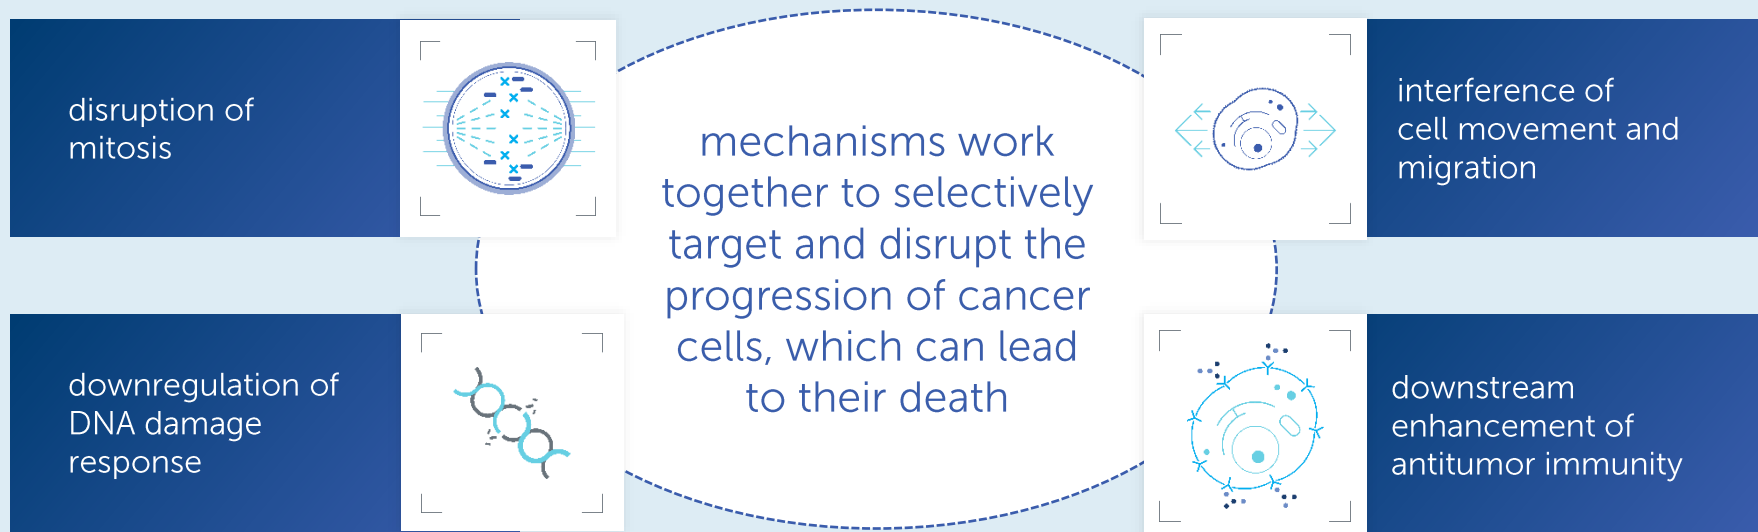 disruption of
mitosis
mechanisms work
together to selectively
target and disrupt the
progression of cancer
cells, which can lead
to their death
interference of
cell movement and
migration
downregulation of
DNA damage
response
downstream
enhancement of
antitumor immunity